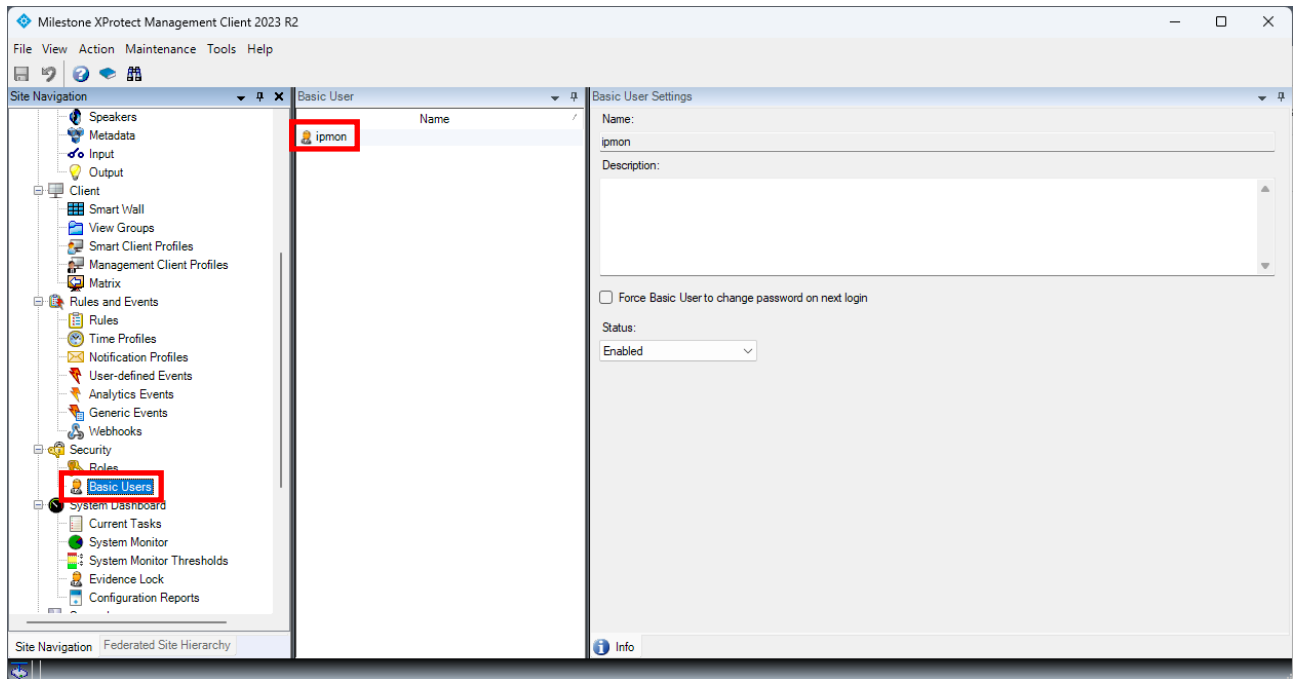 Milestone XProtect Management Client 2023 R2
File View Action Maintenance Tools Help
Site Navigation
Speakers
Metadata
Input
Output
Client
Smart Wall
View Groups
Smart Client Profiles
Management Client Profiles
Matrix
Rules and Events
Rules
Time Profiles
Notification Profiles
User-defined Events
Analytics Events
Generic Events
Webhooks
Security
Roles
Basic Users
System Dashboard
Current Tasks
System Monitor
System Monitor Thresholds
Evidence Lock
Configuration Reports
Site Navigation Federated Site Hierarchy
Basic User
Name
ipmon
Basic User Settings
Name:
ipmon
Description:
Force Basic User to change password on next login
Status:
Enabled
Info